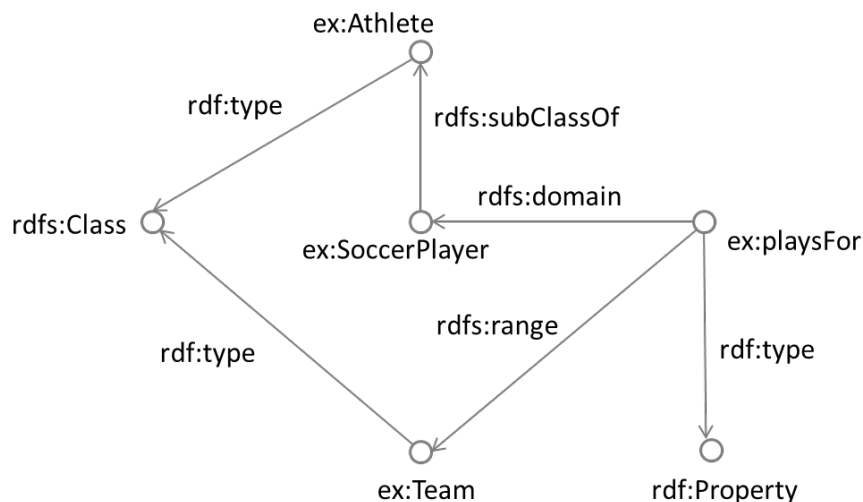 ex:Athlete
rdf:type
rdfs:subClassOf
rdfs:domain
rdfs:Class
ex:SoccerPlayer
ex:playsFor
rdfs:range
rdf:type
rdf:type
ex:Team
rdf:Property